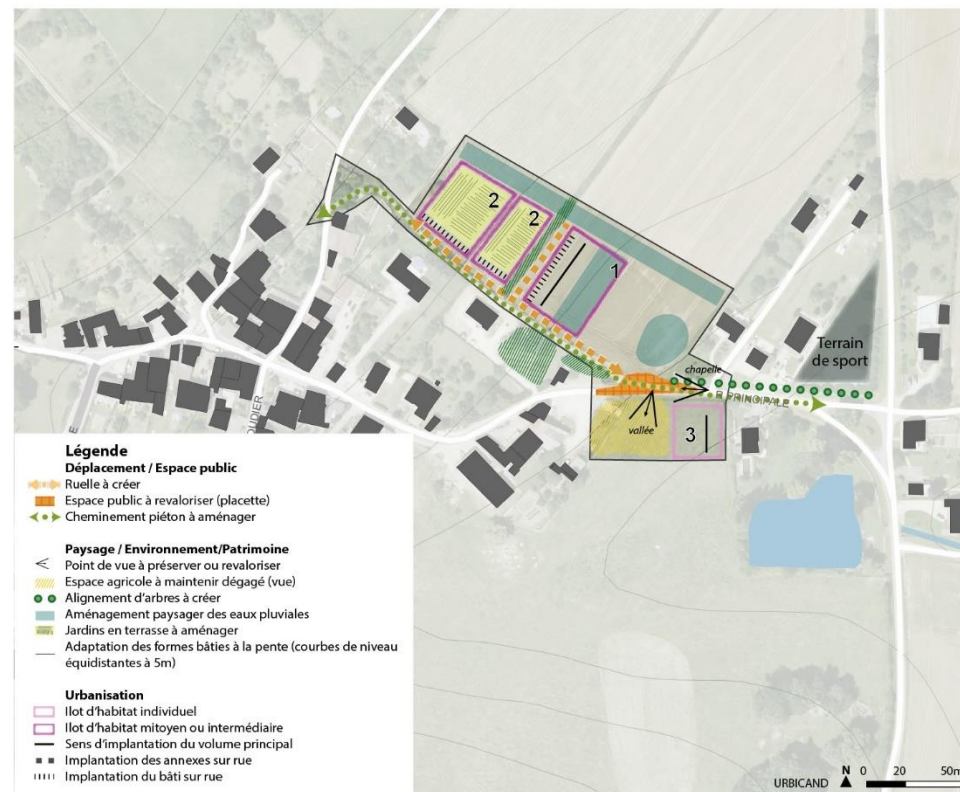 2
2
1
Terrain
de sport
chapelle
R PRINCIPALE
vallée
3
OUDIER
Légende
Déplacement / Espace public
Ruelle à créer
Espace public à revaloriser (placette)
Cheminement piéton à aménager
Paysage / Environnement/Patrimoine
Point de vue à préserver ou revaloriser
Espace agricole à maintenir dégagé (vue)
Alignement d'arbres à créer
Aménagement paysager des eaux pluviales
Jardins en terrasse à aménager
Adaptation des formes bâties à la pente (courbes de niveau
équidistantes à 5m)
Urbanisation
Ilot d'habitat individuel
Ilot d'habitat mitoyen ou intermédiaire
Sens d'implantation du volume principal
Implantation des annexes sur rue
Implantation du bâti sur rue
URBICAND N 0 20 50m